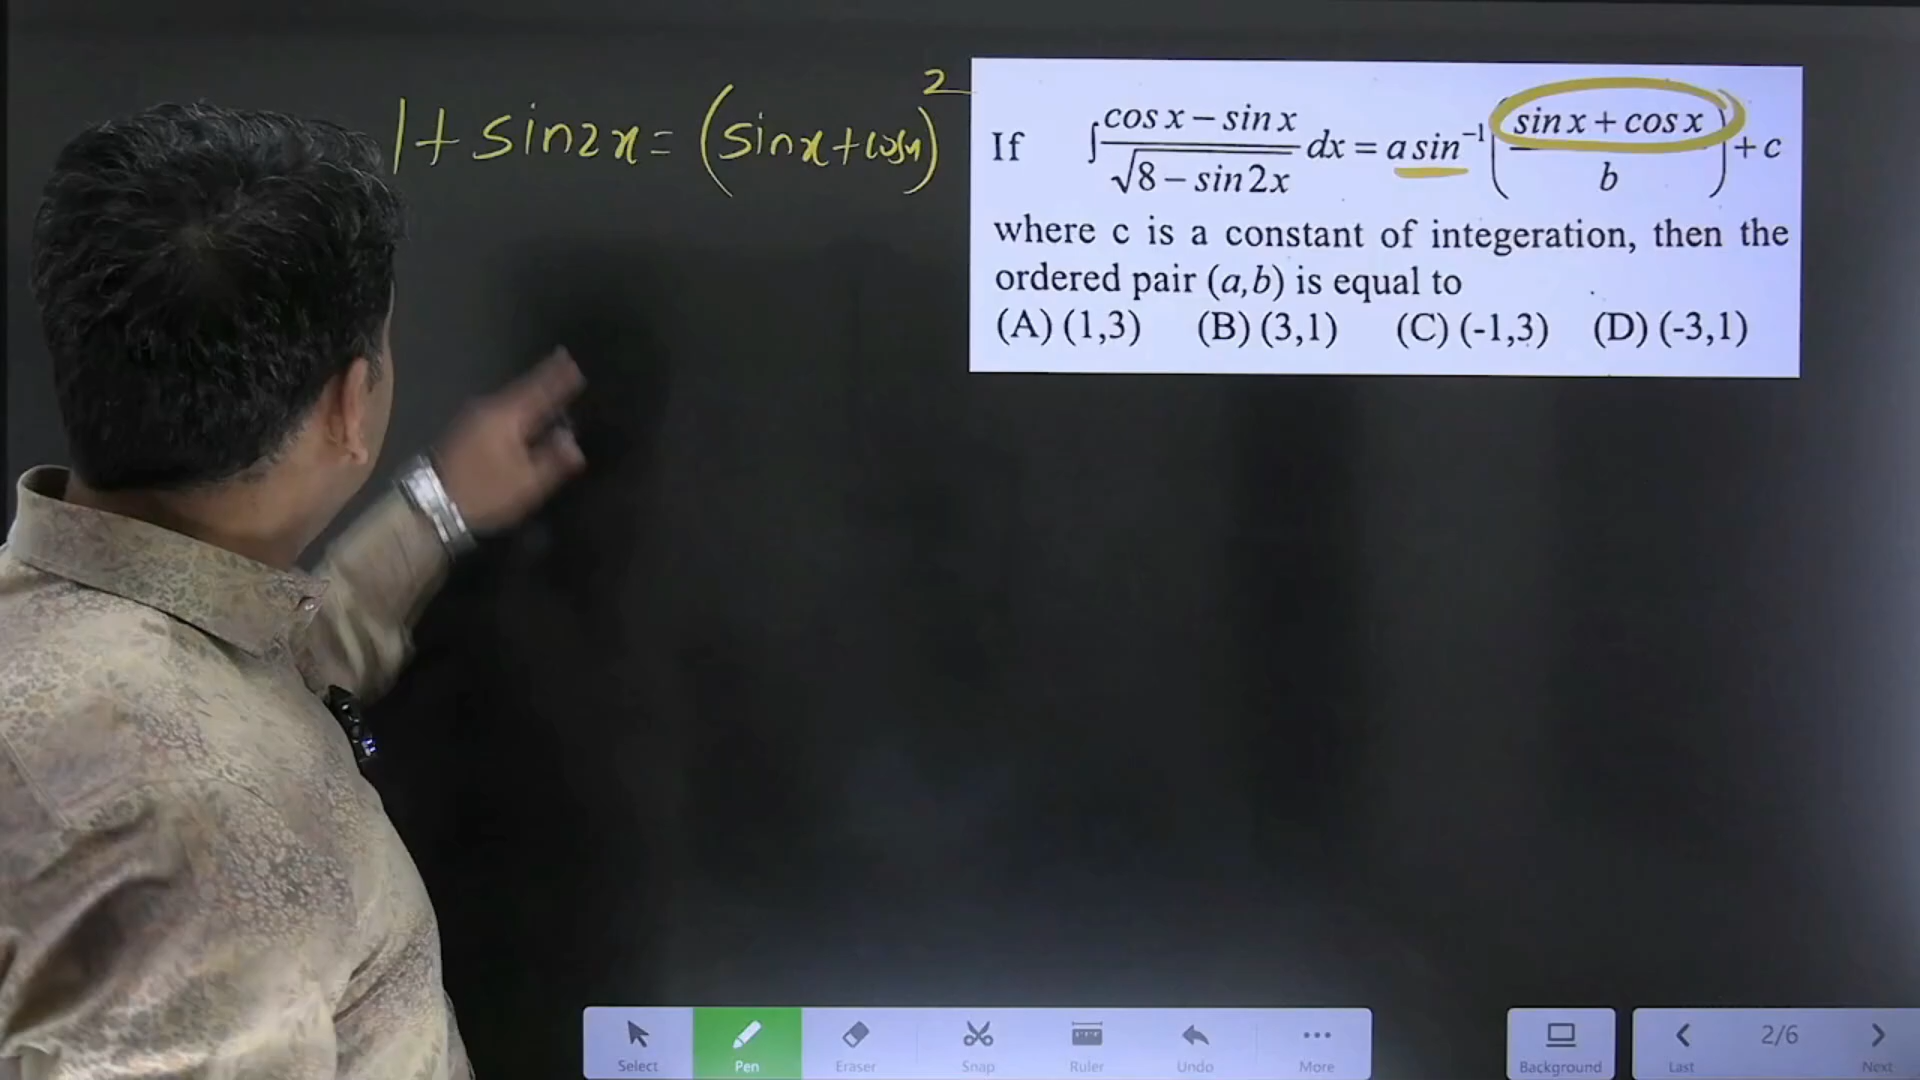 1 + sin2x = (sinx + cosx)²
If ∫ (cos x − sin x)/√(8 − sin 2x) dx = a sin⁻¹((sin x + cos x)/b) + c
where c is a constant of integeration, then the
ordered pair (a,b) is equal to
(A) (1,3) (B) (3,1) (C) (-1,3) (D) (-3,1)
Select Pen Eraser Snap Ruler Undo More Background Last 2/6 Next